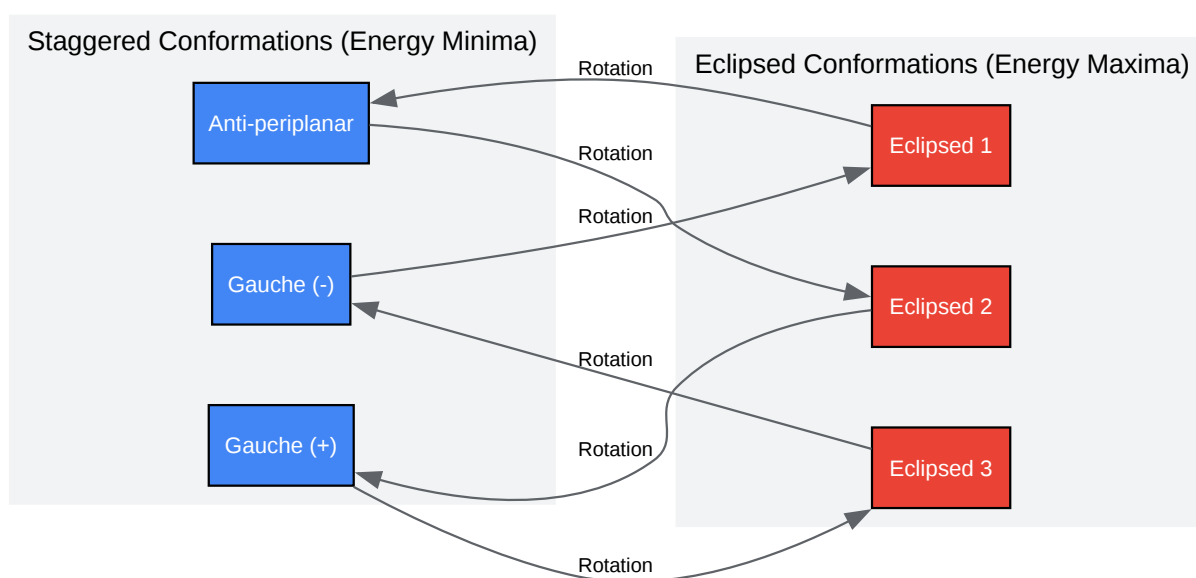 Staggered Conformations (Energy Minima)
Eclipsed Conformations (Energy Maxima)
Rotation
Anti-periplanar
Eclipsed 1
Rotation
Rotation
Gauche (-)
Eclipsed 2
Rotation
Gauche (+)
Rotation
Eclipsed 3
Rotation